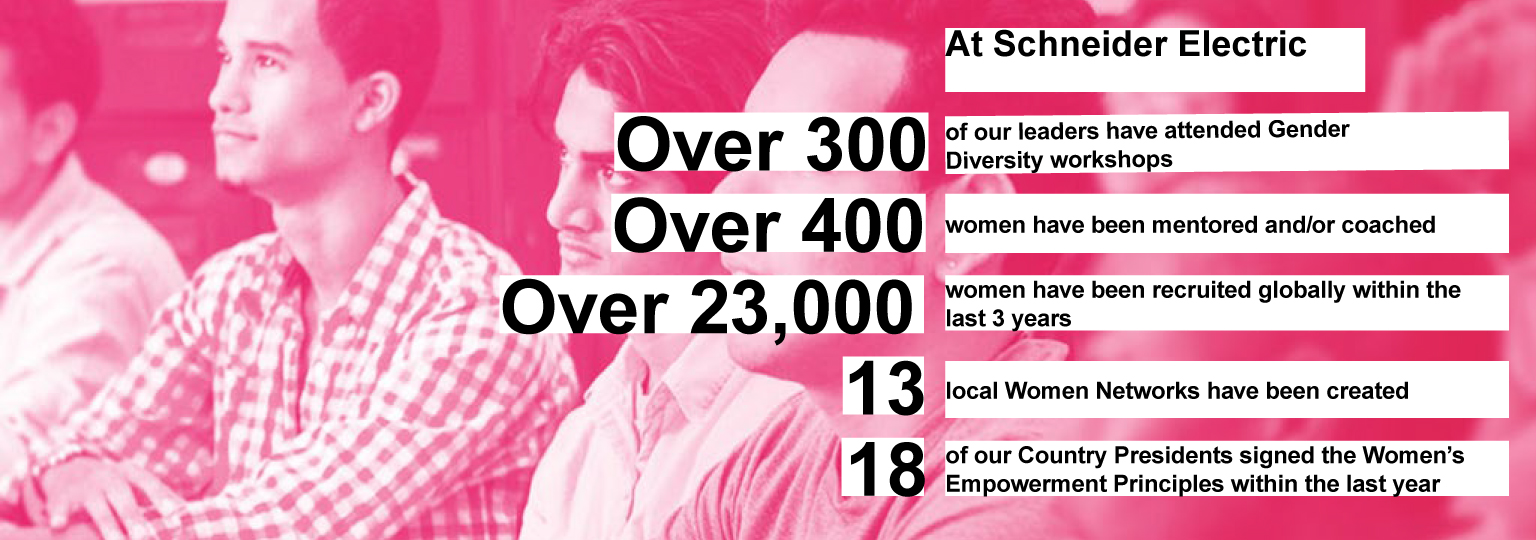 At Schneider Electric
Over 300
of our leaders have attended Gender
Diversity workshops
Over 400
women have been mentored and/or coached
Over 23,000
women have been recruited globally within the
last 3 years
13
local Women Networks have been created
18
of our Country Presidents signed the Women’s
Empowerment Principles within the last year